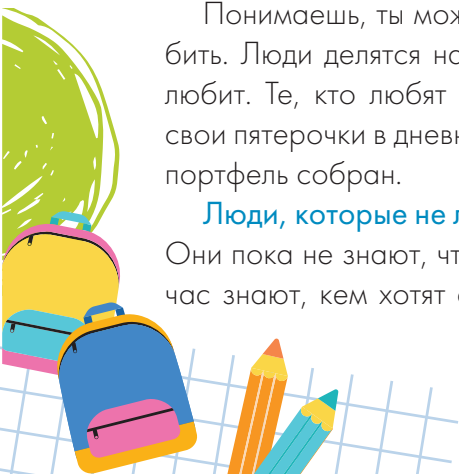 Понимаешь, ты мож
бить. Люди делятся на
любит. Те, кто любят
свои пятерочки в дневн
портфель собран.
Люди, которые не л
Они пока не знают, чт
час знают, кем хотят